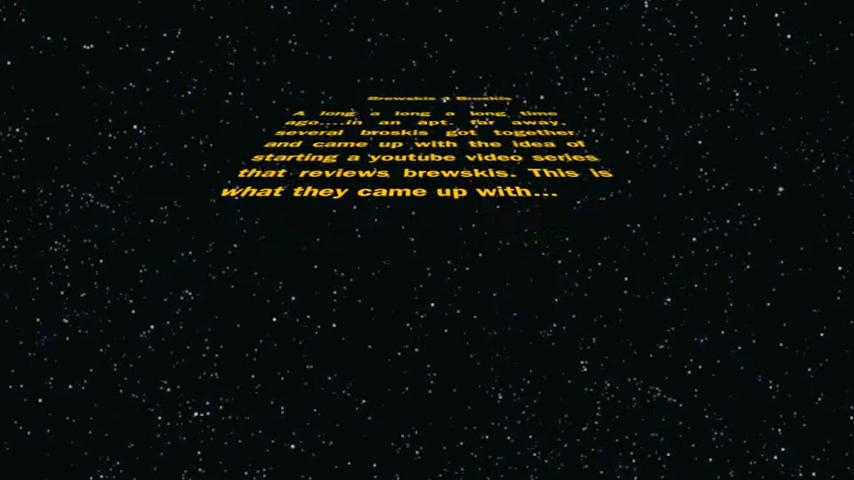 Brewskis 4 Broskis
A long a long a long time
ago....in an apt. far away,
several broskis got together
and came up with the idea of
starting a youtube video series
that reviews brewskis. This is
what they came up with...